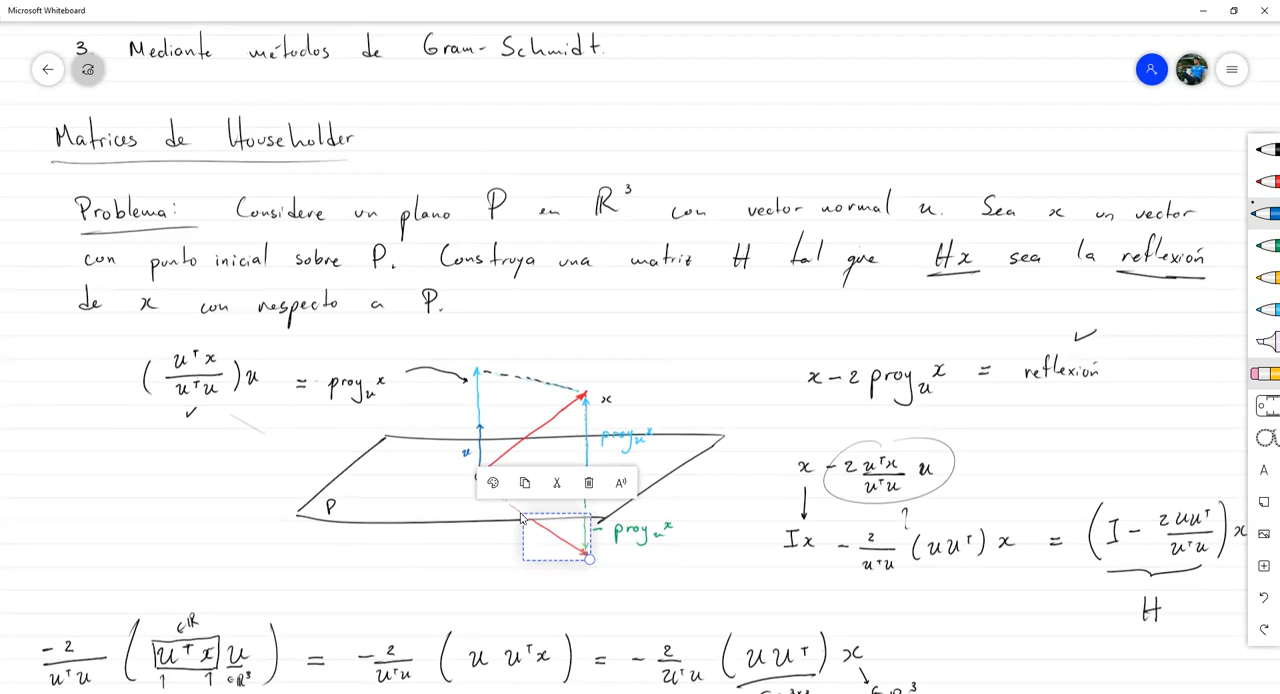 Microsoft Whiteboard
3. Mediante métodos de Gram-Schmidt.
Matrices de Householder
Problema: Considere un plano P en ℝ³ con vector normal u. Sea x un vector
con punto inicial sobre P. Construya una matriz H tal que Hx sea la reflexión
de x con respecto a P.
(uᵀx / uᵀu) u = proy_u x
x
u
proy_u x
P
- proy_u x
x - 2 proy_u x = reflexión ✓
x - 2 uᵀx / uᵀu u
?
Ix - 2 / uᵀu (uuᵀ) x = (I - 2uuᵀ / uᵀu) x
H
∈ℝ
-2 / uᵀu (uᵀx u) = -2 / uᵀu (u uᵀx) = -2 / uᵀu (uuᵀ) x
∈ℝ³
A